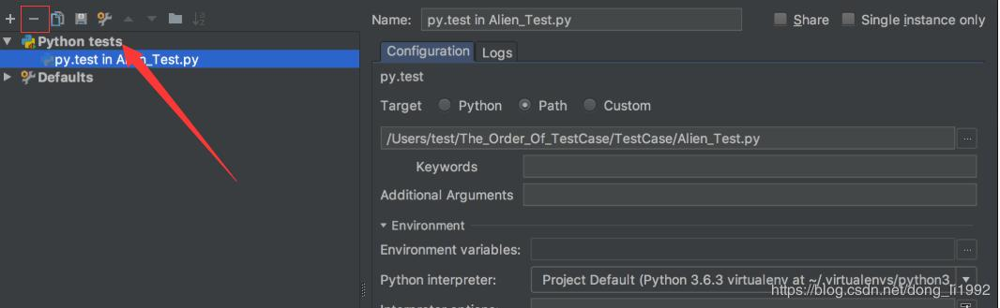 Name: py.test in Alien_Test.py Share Single instance only
Python tests
py.test in Alien_Test.py
Defaults
Configuration Logs
py.test
Target Python Path Custom
/Users/test/The_Order_Of_TestCase/TestCase/Alien_Test.py ...
Keywords
Additional Arguments
Environment
Environment variables: ...
Python interpreter: Project Default (Python 3.6.3 virtualenv at ~/.virtualenvs/python3
https://blog.csdn.net/dong_li1992
Interpreter options: